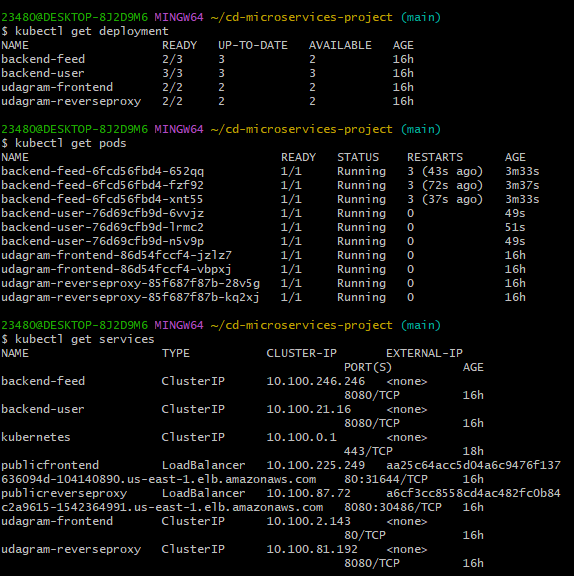 23480@DESKTOP-8J2D9M6 MINGW64 ~/cd-microservices-project (main)
$ kubectl get deployment
NAME READY UP-TO-DATE AVAILABLE AGE
backend-feed 2/3 3 2 16h
backend-user 3/3 3 3 16h
udagram-frontend 2/2 2 2 16h
udagram-reverseproxy 2/2 2 2 16h
23480@DESKTOP-8J2D9M6 MINGW64 ~/cd-microservices-project (main)
$ kubectl get pods
NAME READY STATUS RESTARTS AGE
backend-feed-6fcd56fbd4-652qq 1/1 Running 3 (43s ago) 3m33s
backend-feed-6fcd56fbd4-fzf92 1/1 Running 3 (72s ago) 3m37s
backend-feed-6fcd56fbd4-xnt55 1/1 Running 3 (37s ago) 3m33s
backend-user-76d69cfb9d-6vvjz 1/1 Running 0 49s
backend-user-76d69cfb9d-lrmc2 1/1 Running 0 51s
backend-user-76d69cfb9d-n5v9p 1/1 Running 0 49s
udagram-frontend-86d54fccf4-jzlz7 1/1 Running 0 16h
udagram-frontend-86d54fccf4-vbpxj 1/1 Running 0 16h
udagram-reverseproxy-85f687f87b-28v5g 1/1 Running 0 16h
udagram-reverseproxy-85f687f87b-kq2xj 1/1 Running 0 16h
23480@DESKTOP-8J2D9M6 MINGW64 ~/cd-microservices-project (main)
$ kubectl get services
NAME TYPE CLUSTER-IP EXTERNAL-IP
PORT(S) AGE
backend-feed ClusterIP 10.100.246.246 <none>
8080/TCP 16h
backend-user ClusterIP 10.100.21.16 <none>
8080/TCP 16h
kubernetes ClusterIP 10.100.0.1 <none>
443/TCP 18h
publicfrontend LoadBalancer 10.100.225.249 aa25c64acc5d04a6c9476f137
636094d-104140890.us-east-1.elb.amazonaws.com 80:31644/TCP 16h
publicreverseproxy LoadBalancer 10.100.87.72 a6cf3cc8558cd4ac482fc0b84
c2a9615-1542364991.us-east-1.elb.amazonaws.com 8080:30486/TCP 16h
udagram-frontend ClusterIP 10.100.2.143 <none>
80/TCP 16h
udagram-reverseproxy ClusterIP 10.100.81.192 <none>
8080/TCP 16h